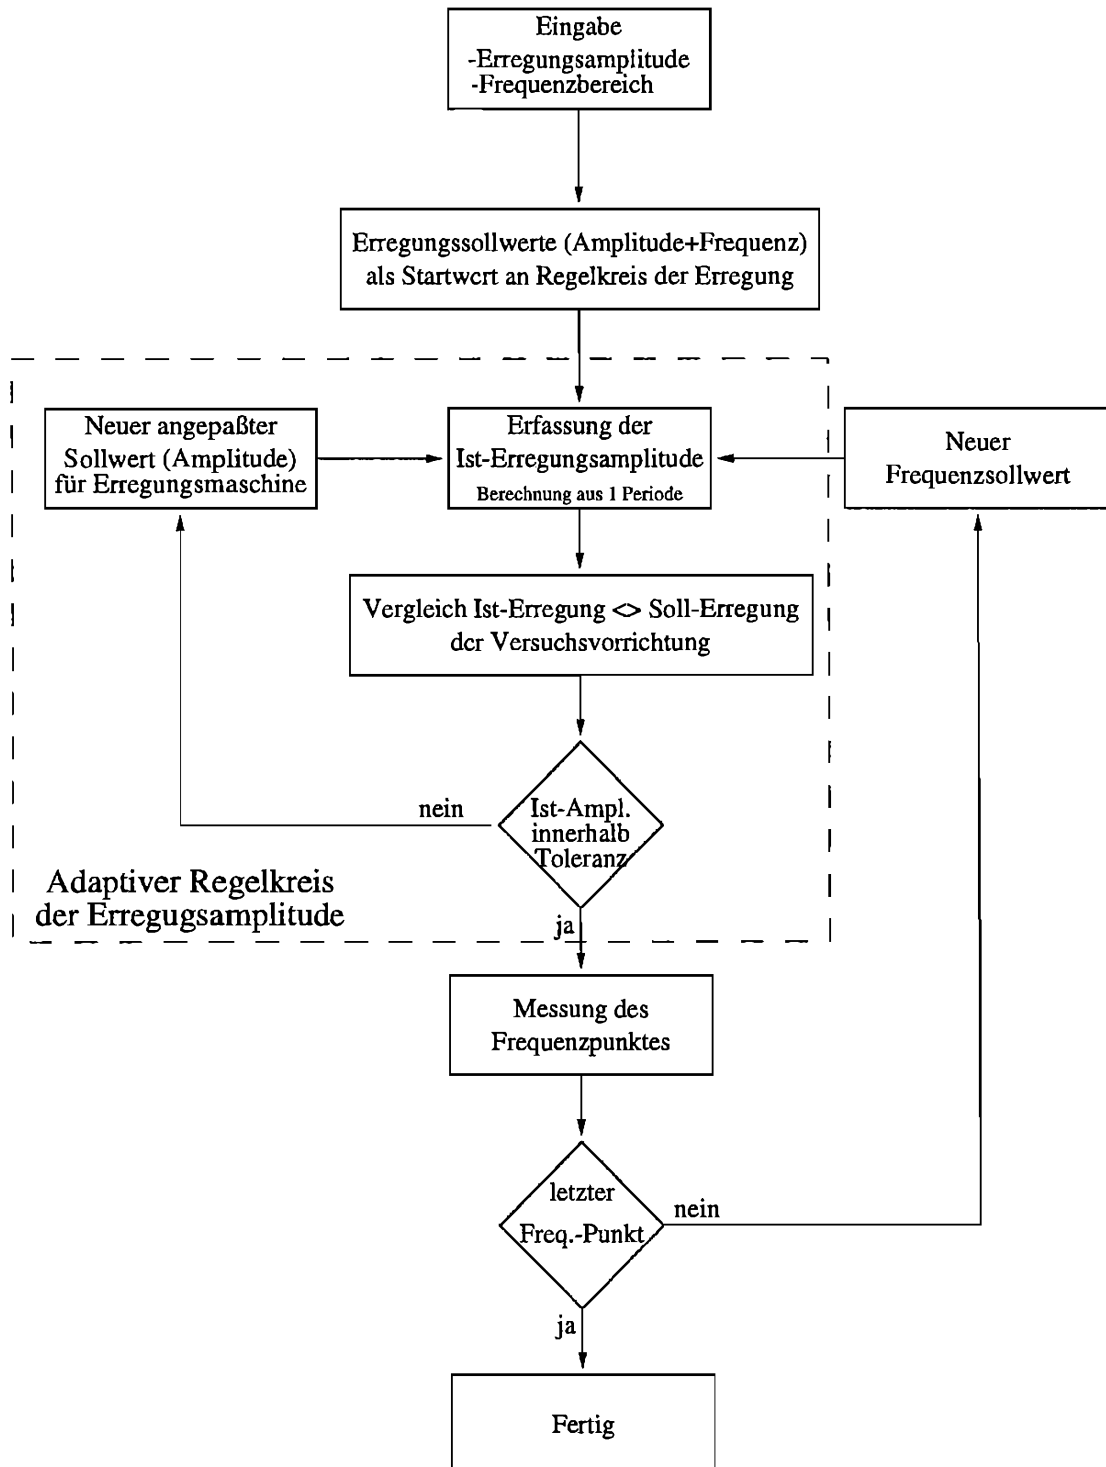 Eingabe
-Erregungsamplitude
-Frequenzbereich
Erregungssollwerte (Amplitude+Frequenz)
als Startwert an Regelkreis der Erregung
Neuer angepaßter
Sollwert (Amplitude)
für Erregungsmaschine
Erfassung der
Ist-Erregungsamplitude
Berechnung aus 1 Periode
Neuer
Frequenzsollwert
Vergleich Ist-Erregung <> Soll-Erregung
der Versuchsvorrichtung
nein
Ist-Ampl.
innerhalb
Toleranz
Adaptiver Regelkreis
der Erregugsamplitude
ja
Messung des
Frequenzpunktes
letzter
Freq.-Punkt
nein
ja
Fertig